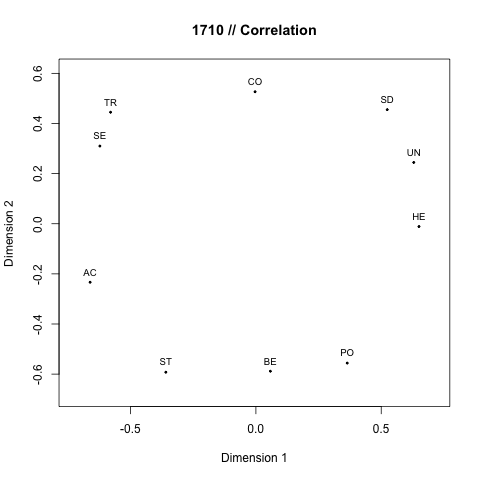 1710 // Correlation
CO
TR
SD
SE
UN
HE
AC
ST
BE
PO
0.6
0.4
0.2
0.0
-0.2
-0.4
-0.6
Dimension 2
-0.5
0.0
0.5
Dimension 1